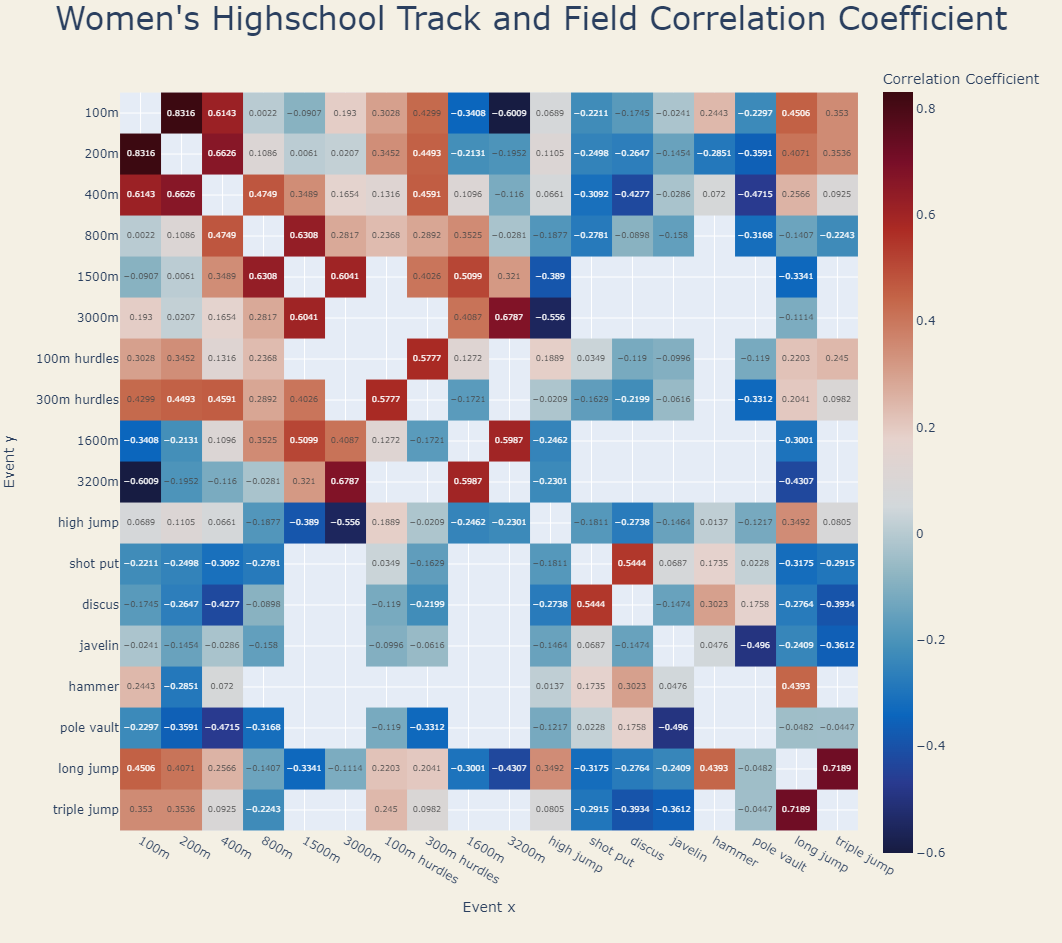 Women's Highschool Track and Field Correlation Coefficient
Correlation Coefficient
100m 0.8316 0.6143 0.0022 −0.0907 0.193 0.3028 0.4299 −0.3408 −0.6009 0.0689 −0.2211 −0.1745 −0.0241 0.2443 −0.2297 0.4506 0.353
200m 0.8316 0.6626 0.1086 0.0061 0.0207 0.3452 0.4493 −0.2131 −0.1952 0.1105 −0.2498 −0.2647 −0.1454 −0.2851 −0.3591 0.4071 0.3536
400m 0.6143 0.6626 0.4749 0.3489 0.1654 0.1316 0.4591 0.1096 −0.116 0.0661 −0.3092 −0.4277 −0.0286 0.072 −0.4715 0.2566 0.0925
800m 0.0022 0.1086 0.4749 0.6308 0.2817 0.2368 0.2892 0.3525 −0.0281 −0.1877 −0.2781 −0.0898 −0.158 −0.3168 −0.1407 −0.2243
1500m −0.0907 0.0061 0.3489 0.6308 0.6041 0.4026 0.5099 0.321 −0.389 −0.3341
3000m 0.193 0.0207 0.1654 0.2817 0.6041 0.4087 0.6787 −0.556 −0.1114
100m hurdles 0.3028 0.3452 0.1316 0.2368 0.5777 0.1272 0.1889 0.0349 −0.119 −0.0996 −0.119 0.2203 0.245
300m hurdles 0.4299 0.4493 0.4591 0.2892 0.4026 0.5777 −0.1721 −0.0209 −0.1629 −0.2199 −0.0616 −0.3312 0.2041 0.0982
1600m −0.3408 −0.2131 0.1096 0.3525 0.5099 0.4087 0.1272 −0.1721 0.5987 −0.2462 −0.3001
3200m −0.6009 −0.1952 −0.116 −0.0281 0.321 0.6787 0.5987 −0.2301 −0.4307
high jump 0.0689 0.1105 0.0661 −0.1877 −0.389 −0.556 0.1889 −0.0209 −0.2462 −0.2301 −0.1811 −0.2738 −0.1464 0.0137 −0.1217 0.3492 0.0805
shot put −0.2211 −0.2498 −0.3092 −0.2781 0.0349 −0.1629 −0.1811 0.5444 0.0687 0.1735 0.0228 −0.3175 −0.2915
discus −0.1745 −0.2647 −0.4277 −0.0898 −0.119 −0.2199 −0.2738 0.5444 −0.1474 0.3023 0.1758 −0.2764 −0.3934
javelin −0.0241 −0.1454 −0.0286 −0.158 −0.0996 −0.0616 −0.1464 0.0687 −0.1474 0.0476 −0.496 −0.2409 −0.3612
hammer 0.2443 −0.2851 0.072 0.0137 0.1735 0.3023 0.0476 0.4393
pole vault −0.2297 −0.3591 −0.4715 −0.3168 −0.119 −0.3312 −0.1217 0.0228 0.1758 −0.496 −0.0482 −0.0447
long jump 0.4506 0.4071 0.2566 −0.1407 −0.3341 −0.1114 0.2203 0.2041 −0.3001 −0.4307 0.3492 −0.3175 −0.2764 −0.2409 0.4393 −0.0482 0.7189
triple jump 0.353 0.3536 0.0925 −0.2243 0.245 0.0982 0.0805 −0.2915 −0.3934 −0.3612 −0.0447 0.7189
100m 200m 400m 800m 1500m 3000m 100m hurdles 300m hurdles 1600m 3200m high jump shot put discus javelin hammer pole vault long jump triple jump
Event x
Event y
0.8
0.6
0.4
0.2
0
−0.2
−0.4
−0.6